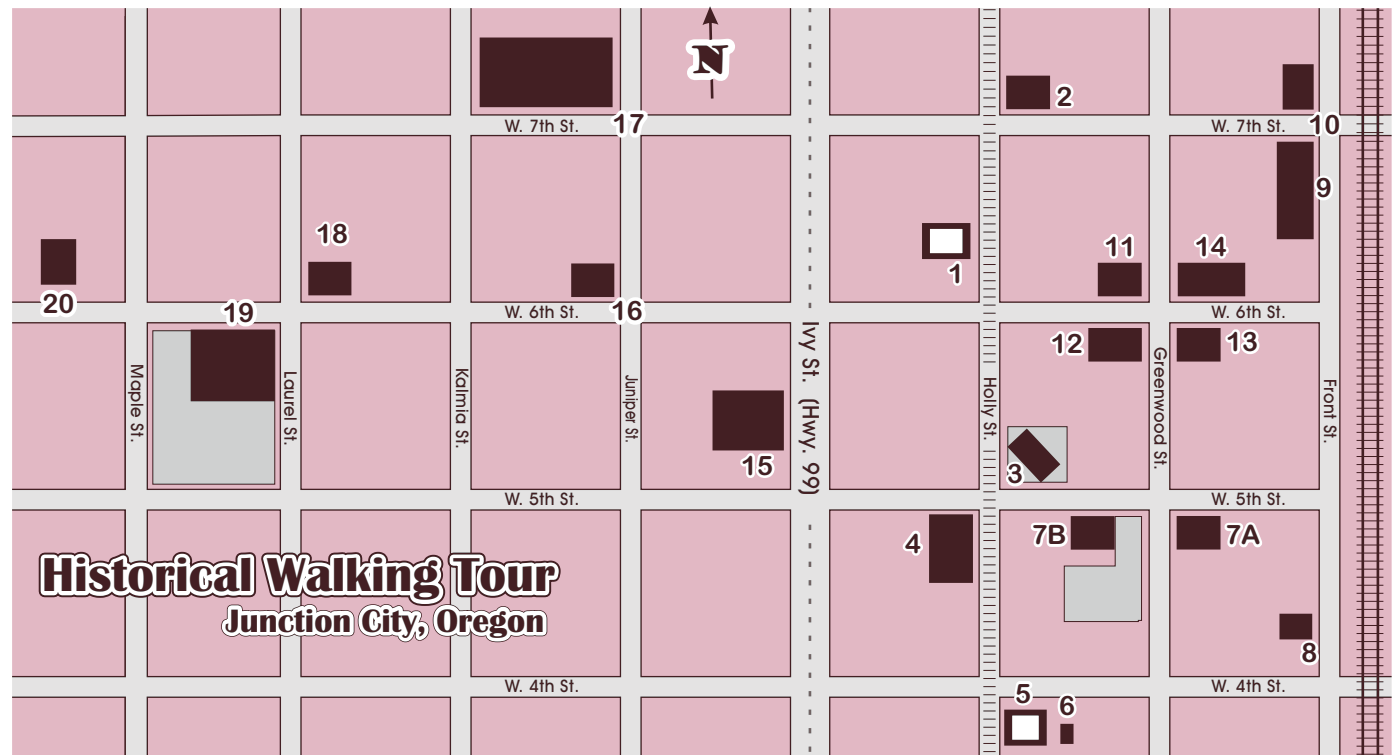 N
2
W. 7th St.
17
W. 7th St.
10
9
18
1
11
14
20
19
W. 6th St.
16
W. 6th St.
12
13
Maple St.
Laurel St.
Kalmia St.
Juniper St.
Ivy St. (Hwy. 99)
Holly St.
Greenwood St.
Front St.
15
3
W. 5th St.
W. 5th St.
4
7B
7A
Historical Walking Tour
Junction City, Oregon
8
W. 4th St.
W. 4th St.
5
6